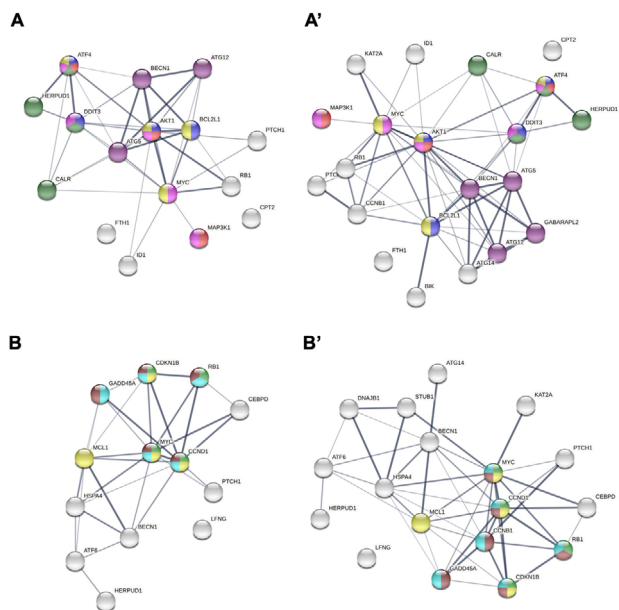 A
ATF4
BECN1
ATG12
HERPUD1
DDIT3
AKT1
BCL2L1
ATG5
PTCH1
RB1
CALR
MYC
CPT2
FTH1
MAP3K1
ID1
A'
ID1
KAT2A
CPT2
CALR
ATF4
MAP3K1
MYC
HERPUD1
AKT1
DDIT3
RB1
ATG5
PTC
BECN1
CCNB1
BCL2L1
GABARAPL2
ATG12
FTH1
ATG14
BIK
B
CDKN1B
RB1
GADD45A
CEBPD
MCL1
MYC
CCND1
PTCH1
HSPA4
LFNG
BECN1
ATF6
HERPUD1
B'
ATG14
DNAJB1
STUB1
KAT2A
BECN1
ATF6
MYC
PTCH1
HSPA4
CCND1
HERPUD1
MCL1
CEBPD
CCNB1
RB1
LFNG
GADD45A
CDKN1B